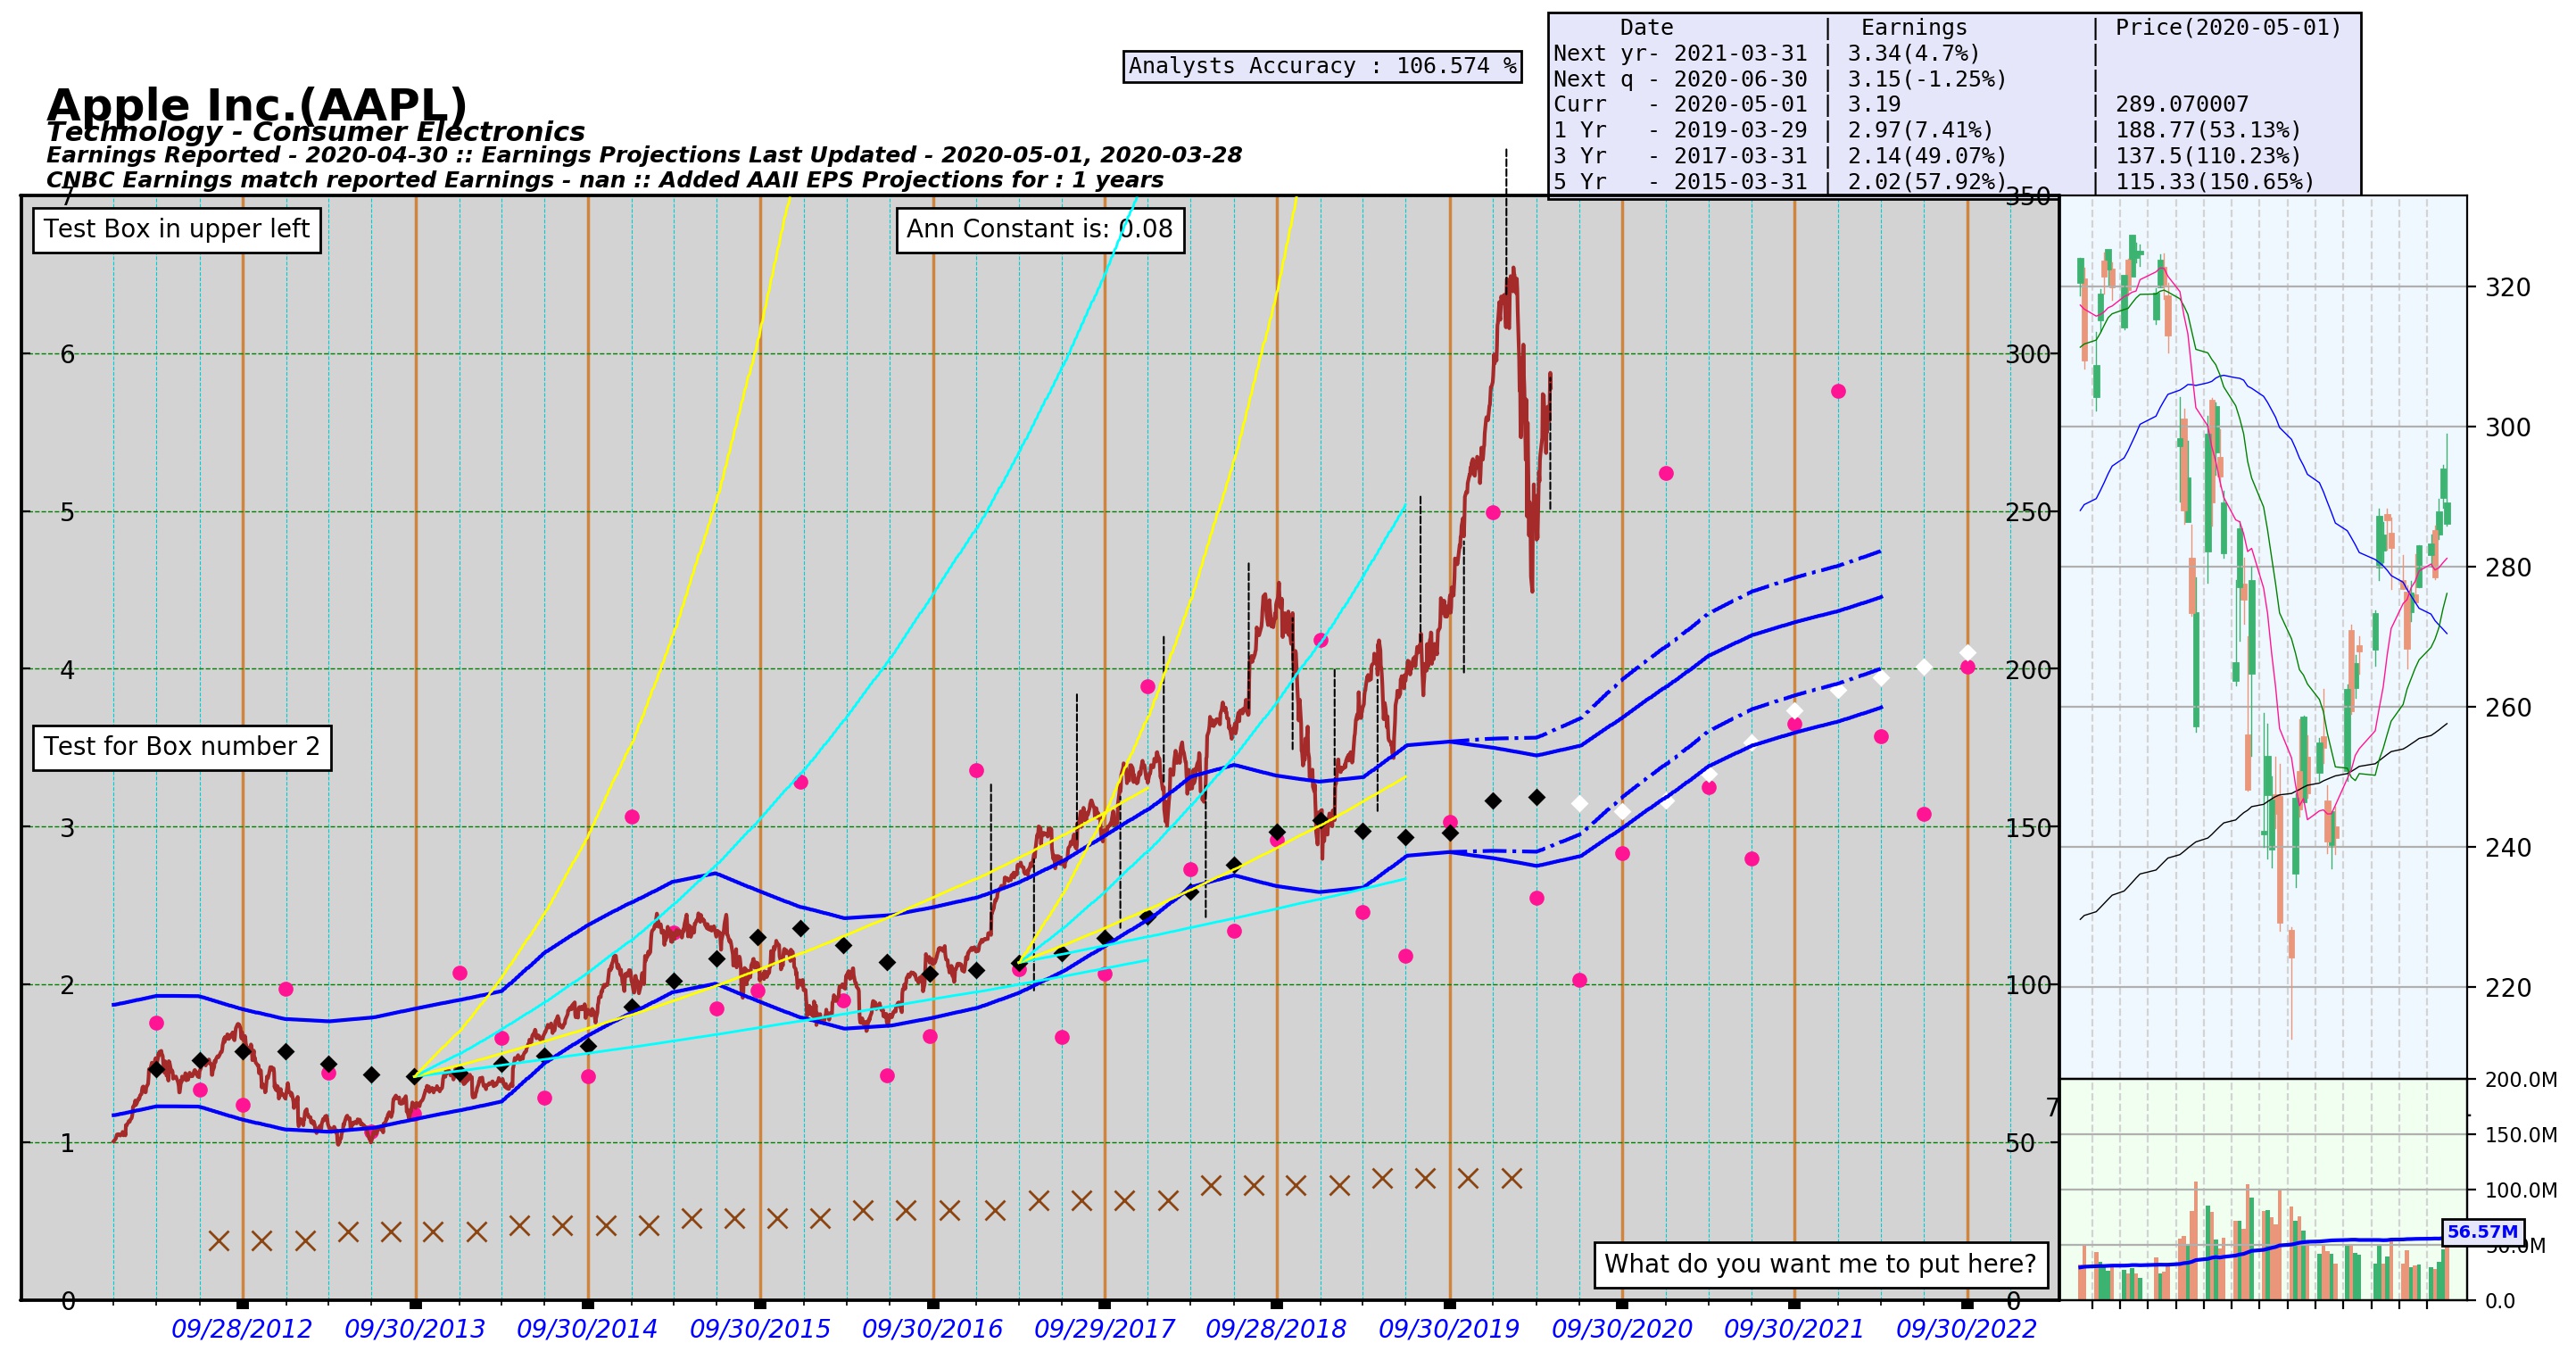 Date | Earnings | Price(2020-05-01)
Next yr- 2021-03-31 | 3.34(4.7%) |
Next q - 2020-06-30 | 3.15(-1.25%) |
Curr - 2020-05-01 | 3.19 | 289.070007
1 Yr - 2019-03-29 | 2.97(7.41%) | 188.77(53.13%)
3 Yr - 2017-03-31 | 2.14(49.07%) | 137.5(110.23%)
5 Yr - 2015-03-31 | 2.02(57.92%) | 115.33(150.65%)
Analysts Accuracy : 106.574 %
Apple Inc.(AAPL)
Technology - Consumer Electronics
Earnings Reported - 2020-04-30 :: Earnings Projections Last Updated - 2020-05-01, 2020-03-28
CNBC Earnings match reported Earnings - nan :: Added AAII EPS Projections for : 1 years
Test Box in upper left
Ann Constant is: 0.08
Test for Box number 2
What do you want me to put here?
7
6
5
4
3
2
1
0
350
300
250
200
150
100
50
0
7
320
300
280
260
240
220
200.0M
150.0M
100.0M
56.57M
50.0M
0.0
09/28/2012
09/30/2013
09/30/2014
09/30/2015
09/30/2016
09/29/2017
09/28/2018
09/30/2019
09/30/2020
09/30/2021
09/30/2022